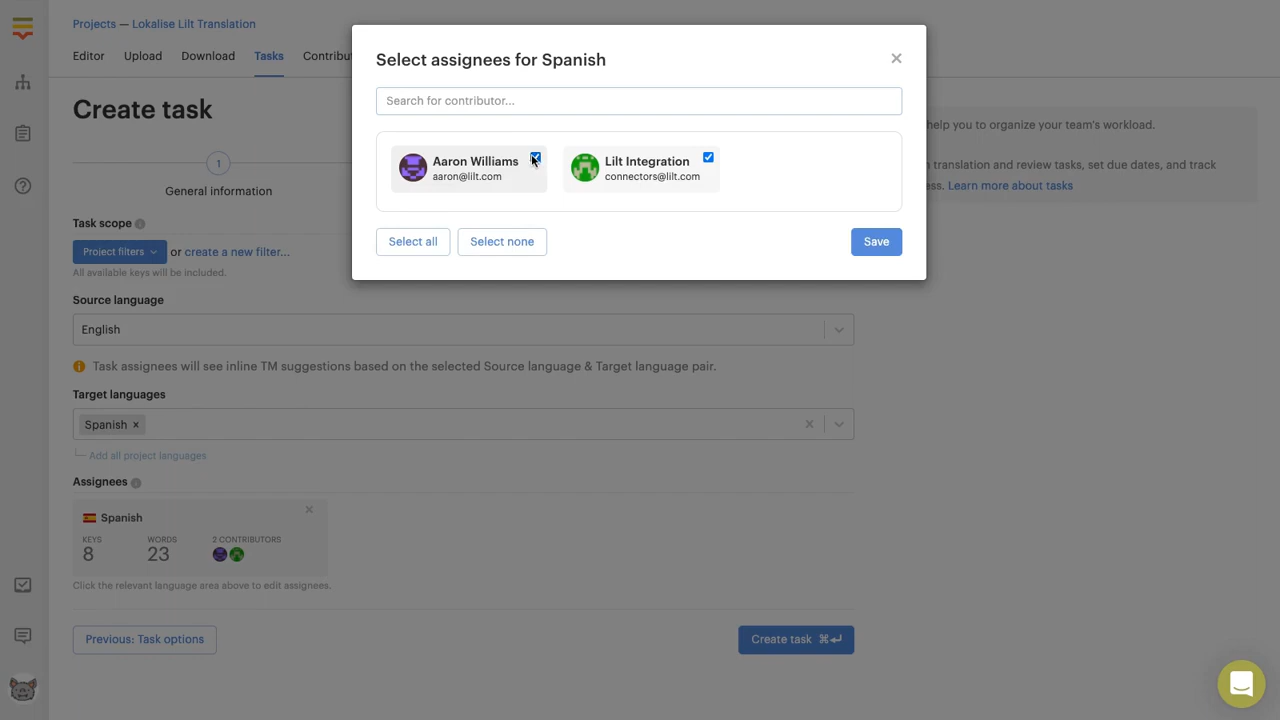 Projects — Lokalise Lilt Translation
Editor Upload Download Tasks Contribu
Select assignees for Spanish
Search for contributor...
Aaron Williams
aaron@lilt.com
Lilt Integration
connectors@lilt.com
Select all Select none Save
Create task
1
General information
help you to organize your team's workload.
translation and review tasks, set due dates, and track
ss. Learn more about tasks
Task scope
Project filters or create a new filter...
All available keys will be included.
Source language
English
Task assignees will see inline TM suggestions based on the selected Source language & Target language pair.
Target languages
Spanish ×
Add all project languages
Assignees
Spanish
KEYS WORDS 2 CONTRIBUTORS
8 23
Click the relevant language area above to edit assignees.
Previous: Task options Create task ⌘↵